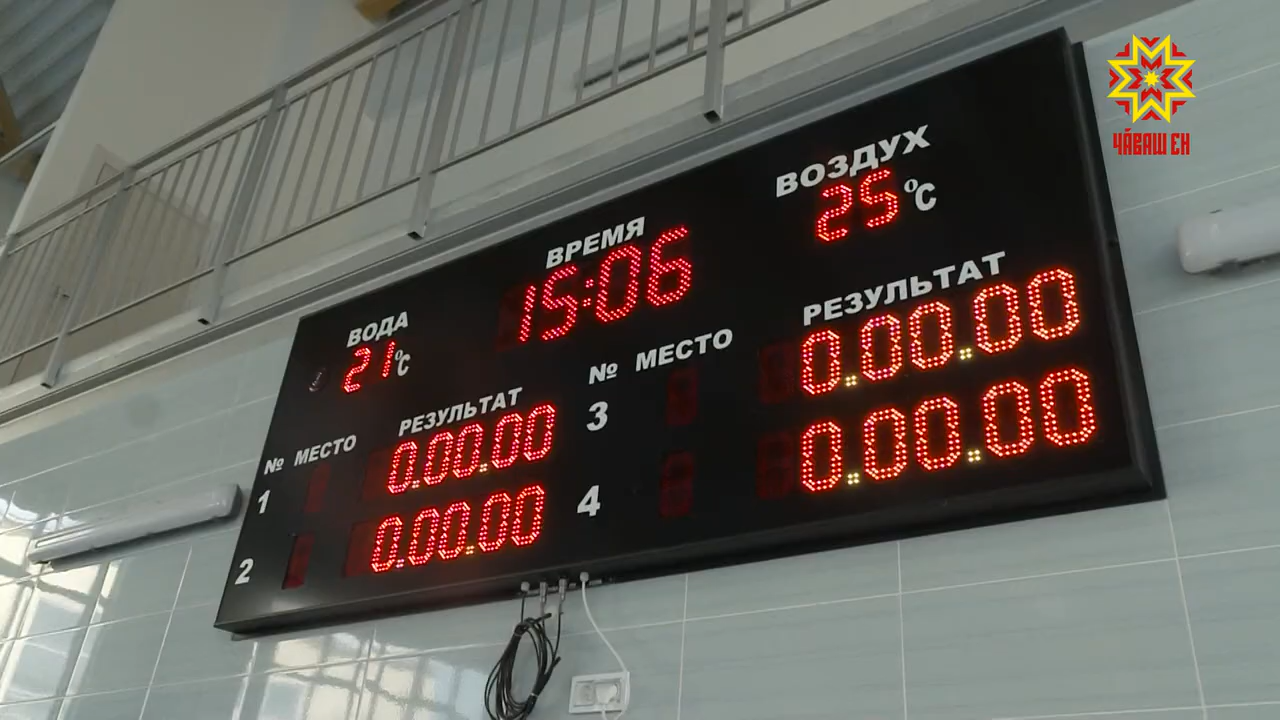 ЧӐВАШ ЕН
ВОЗДУХ
25 °C
ВРЕМЯ
15:06
ВОДА
21 °C
№ МЕСТО РЕЗУЛЬТАТ
1 0.00.00
2 0.00.00
№ МЕСТО РЕЗУЛЬТАТ
3 0.00.00
4 0.00.00